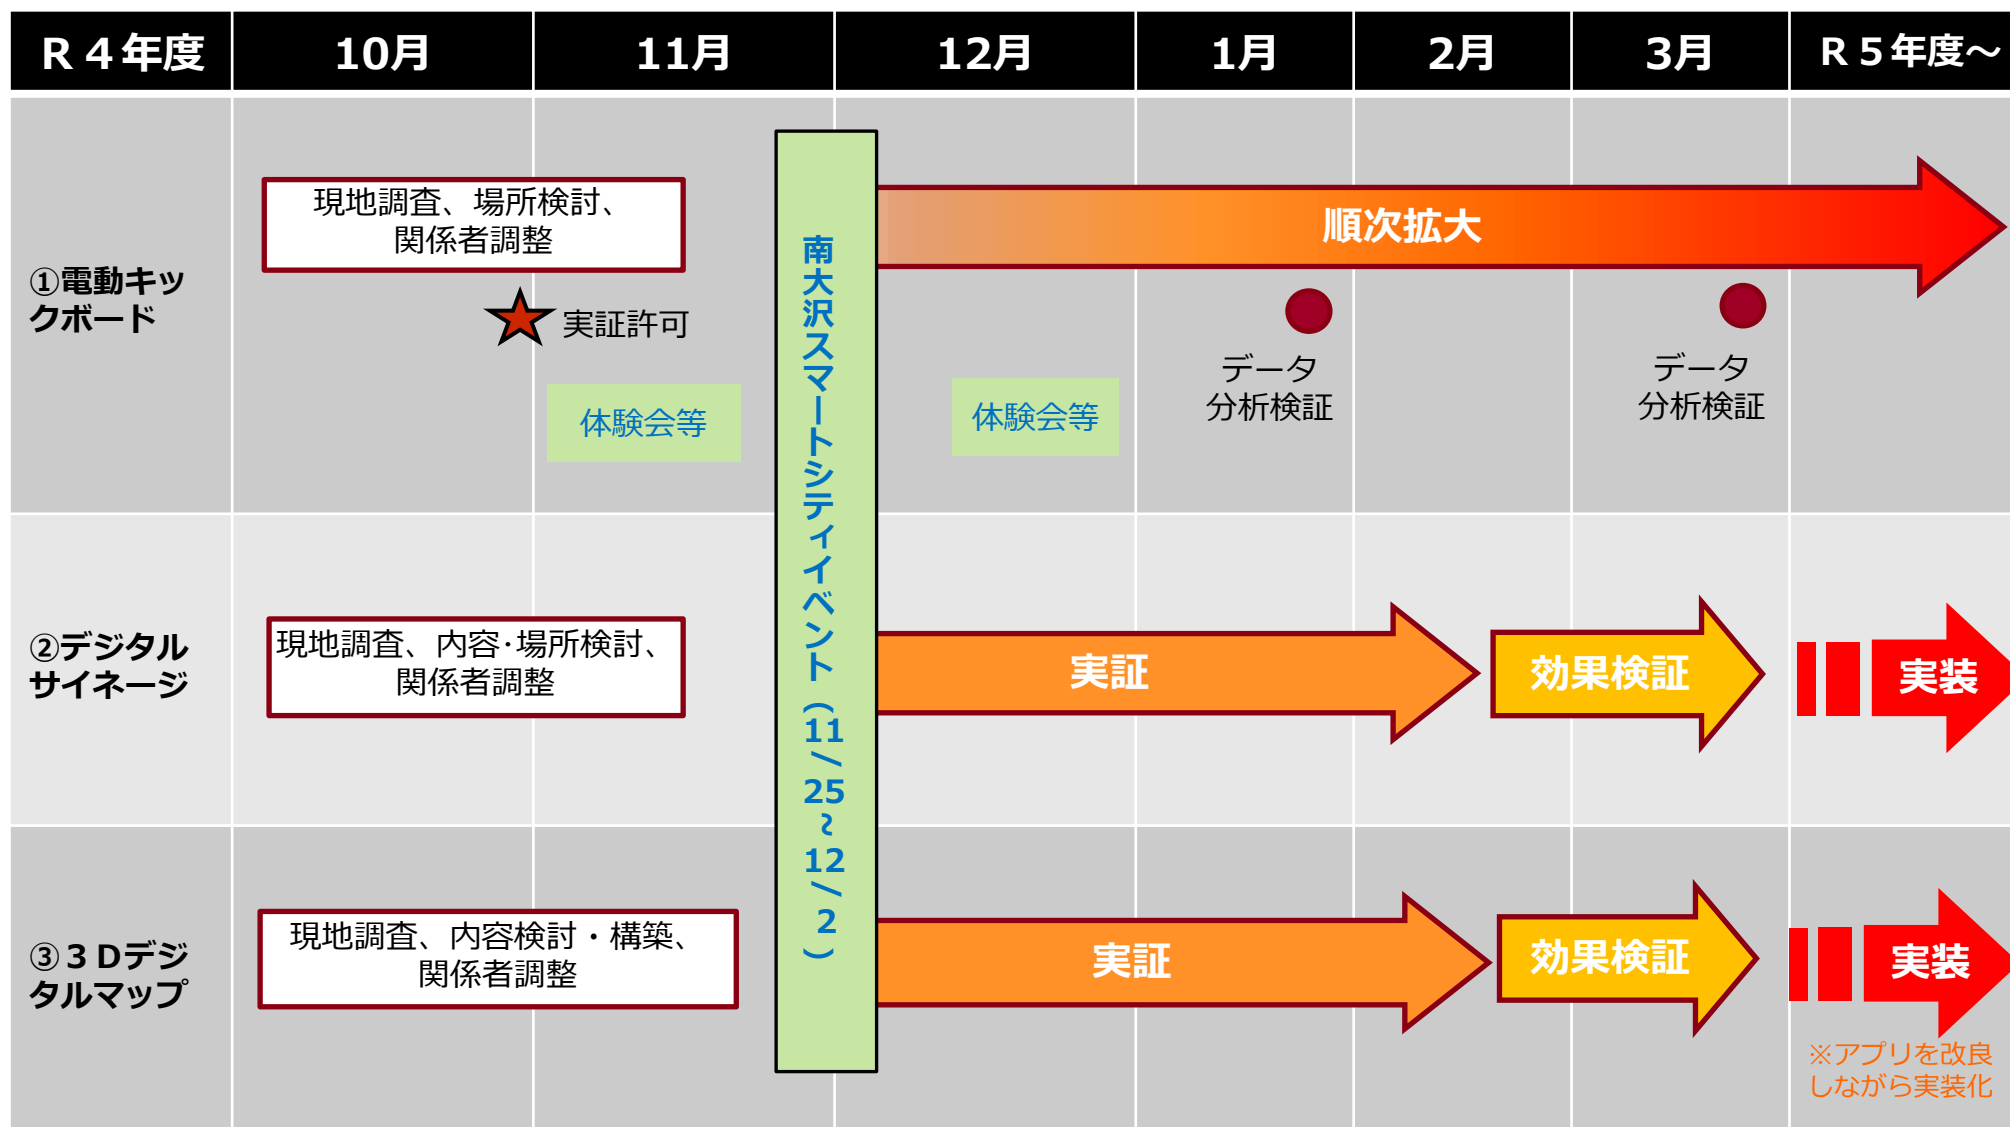 R４年度
10月
11月
12月
1月
2月
3月
R５年度～
①電動キッ
クボード
現地調査、場所検討、
関係者調整
実証許可
体験会等
南大沢スマートシティイベント（11/25～12/2）
順次拡大
体験会等
データ
分析検証
データ
分析検証
②デジタル
サイネージ
現地調査、内容･場所検討、
関係者調整
実証
効果検証
実装
③３Dデジ
タルマップ
現地調査、内容検討・構築、
関係者調整
実証
効果検証
実装
※アプリを改良
しながら実装化